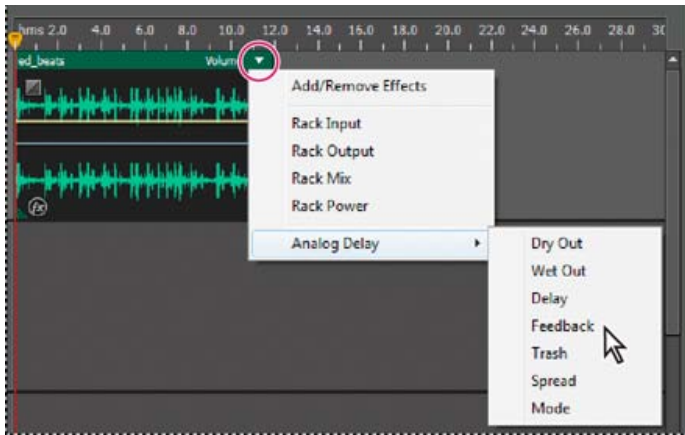 hms 2.0 4.0 6.0 8.0 10.0 12.0 14.0 16.0 18.0 20.0 22.0 24.0 26.0 28.0 30
ed_beats Volum
Add/Remove Effects
Rack Input
Rack Output
Rack Mix
Rack Power
fx
Analog Delay
Dry Out
Wet Out
Delay
Feedback
Trash
Spread
Mode